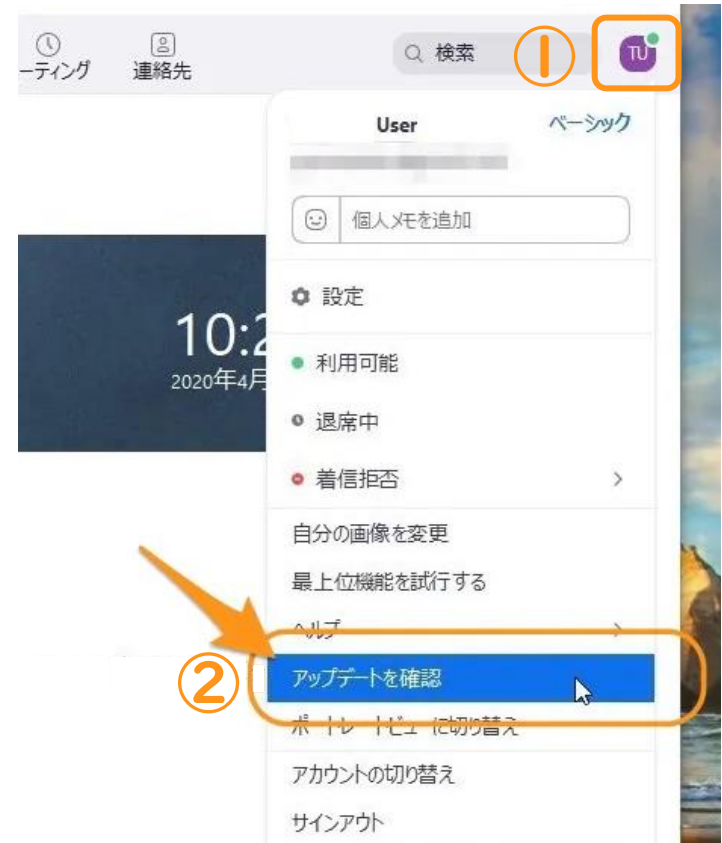 ーティング
連絡先
検索
①
TU
User
ベーシック
個人メモを追加
設定
10:2
2020年4月
利用可能
退席中
着信拒否
自分の画像を変更
最上位機能を試行する
ヘルプ
②
アップデートを確認
ポートレートビューに切り替え
アカウントの切り替え
サインアウト